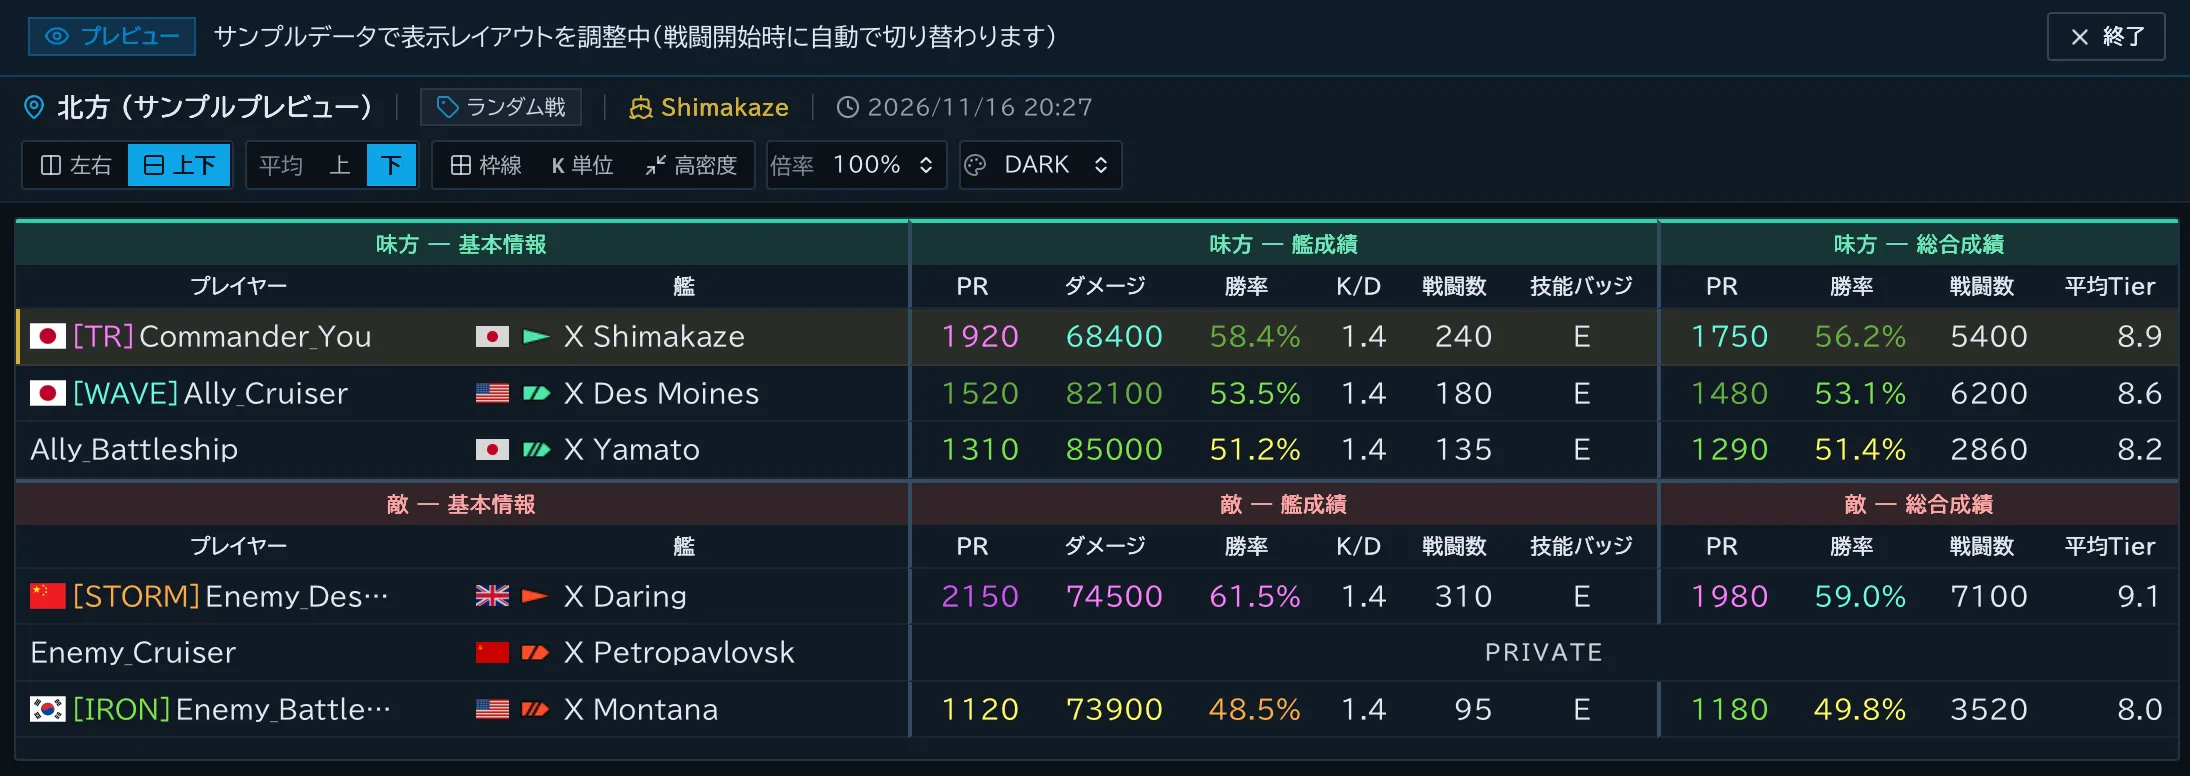 プレビュー サンプルデータで表示レイアウトを調整中(戦闘開始時に自動で切り替わります) × 終了
北方 (サンプルプレビュー) ランダム戦 Shimakaze 2026/11/16 20:27
左右 上下 平均 上 下 枠線 K 単位 高密度 倍率 100% DARK
味方 — 基本情報 味方 — 艦成績 味方 — 総合成績
プレイヤー 艦 PR ダメージ 勝率 K/D 戦闘数 技能バッジ PR 勝率 戦闘数 平均Tier
[TR] Commander_You X Shimakaze 1920 68400 58.4% 1.4 240 E 1750 56.2% 5400 8.9
[WAVE] Ally_Cruiser X Des Moines 1520 82100 53.5% 1.4 180 E 1480 53.1% 6200 8.6
Ally_Battleship X Yamato 1310 85000 51.2% 1.4 135 E 1290 51.4% 2860 8.2
敵 — 基本情報 敵 — 艦成績 敵 — 総合成績
プレイヤー 艦 PR ダメージ 勝率 K/D 戦闘数 技能バッジ PR 勝率 戦闘数 平均Tier
[STORM] Enemy_Des… X Daring 2150 74500 61.5% 1.4 310 E 1980 59.0% 7100 9.1
Enemy_Cruiser X Petropavlovsk PRIVATE
[IRON] Enemy_Battle… X Montana 1120 73900 48.5% 1.4 95 E 1180 49.8% 3520 8.0